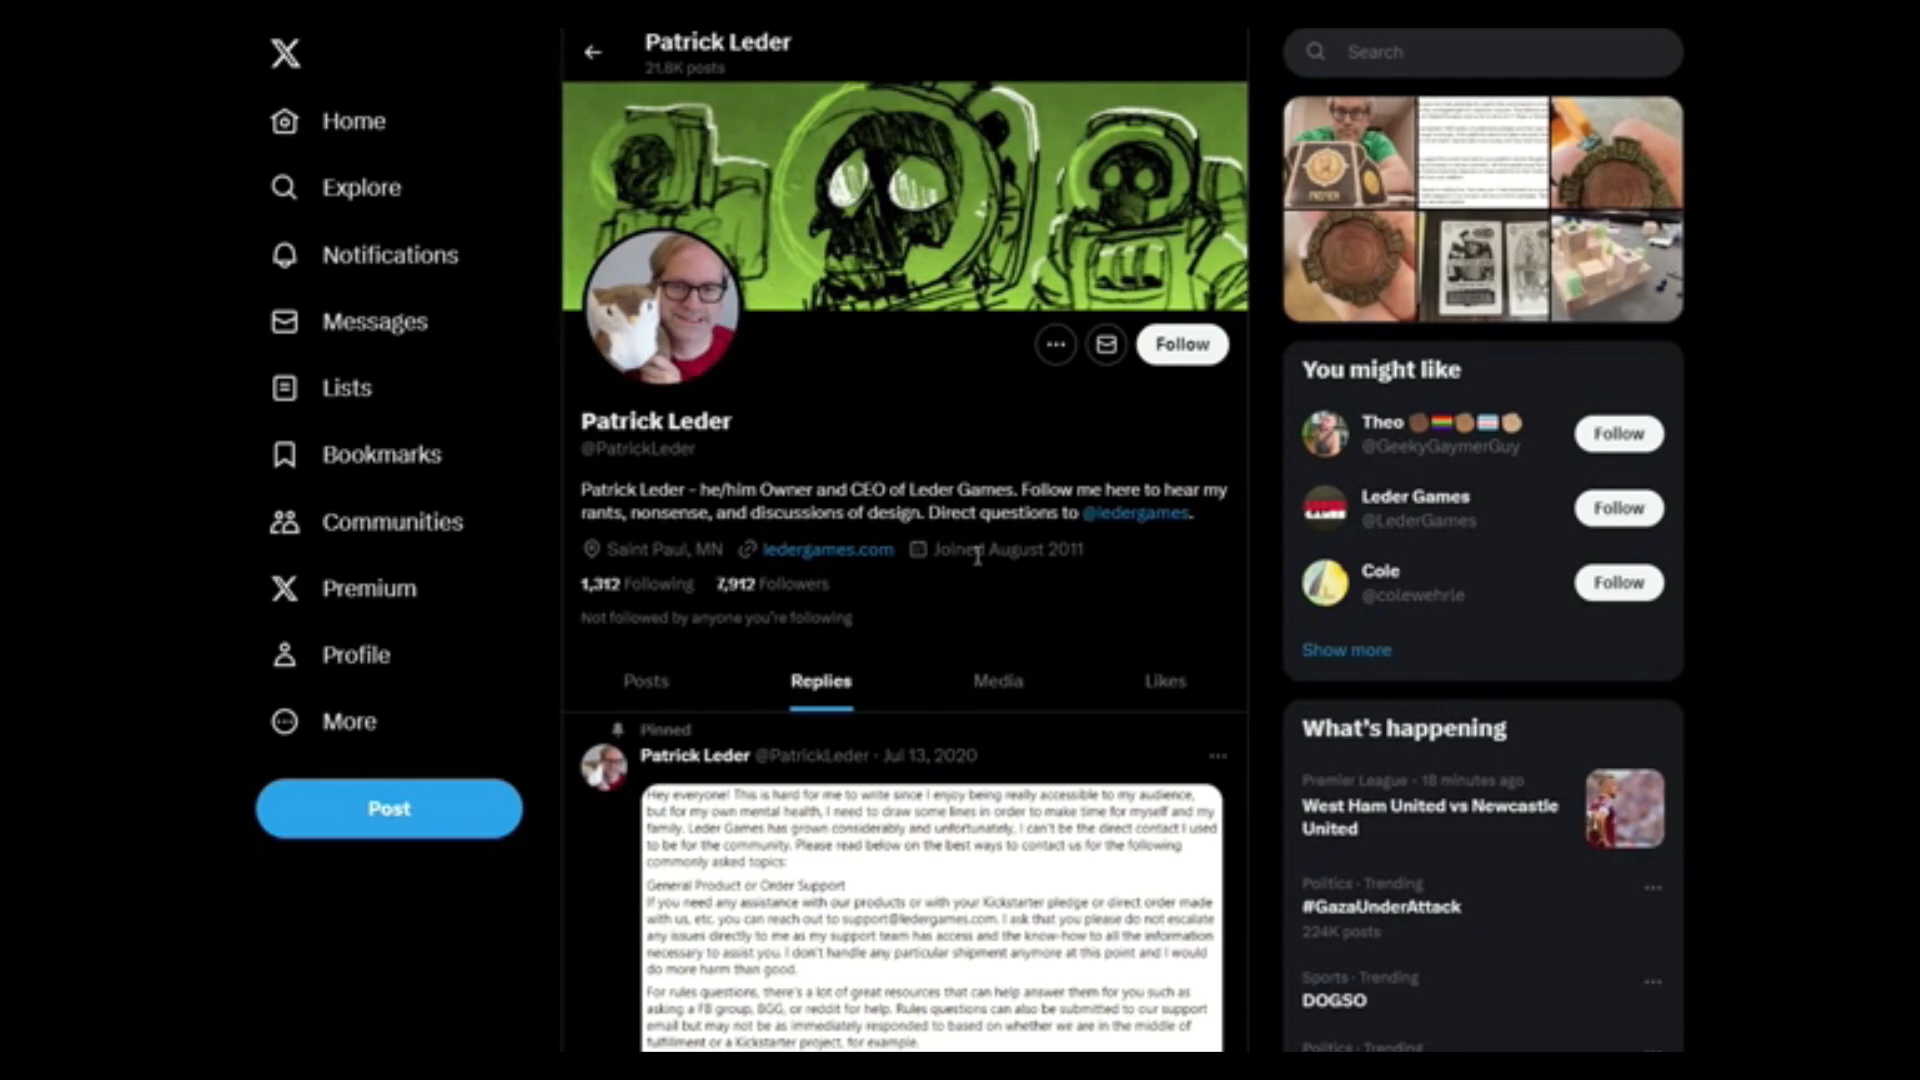 Patrick Leder
21.8K posts
Search
Home
Explore
Notifications
Messages
Lists
Bookmarks
Communities
Premium
Profile
More
Post
Follow
Patrick Leder
@PatrickLeder
Patrick Leder - he/him Owner and CEO of Leder Games. Follow me here to hear my
rants, nonsense, and discussions of design. Direct questions to @ledergames.
Saint Paul, MN ledergames.com Joined August 2011
1,312 Following 7,912 Followers
Not followed by anyone you're following
Posts Replies Media Likes
Pinned
Patrick Leder @PatrickLeder · Jul 13, 2020
Hey everyone! This is hard for me to write since I enjoy being really accessible to my audience,
but for my own mental health, I need to draw some lines in order to make time for myself and my
family. Leder Games has grown considerably and unfortunately, I can't be the direct contact I used
to be for the community. Please read below on the best ways to contact us for the following
commonly asked topics:
General Product or Order Support
If you need any assistance with our products or with your Kickstarter pledge or direct order made
with us, etc. you can reach out to support@ledergames.com. I ask that you please do not escalate
any issues directly to me as my support team has access and the know-how to all the information
necessary to assist you. I don't handle any particular shipment anymore at this point and I would
do more harm than good.
For rules questions, there's a lot of great resources that can help answer them for you such as
asking a FB group, BGG, or reddit for help. Rules questions can also be submitted to our support
email but may not be as immediately responded to based on whether we are in the middle of
fulfillment or a Kickstarter project, for example.
You might like
Theo
@GeekyGaymerGuy
Follow
Leder Games
@LederGames
Follow
Cole
@colewehrle
Follow
Show more
What's happening
Premier League · 18 minutes ago
West Ham United vs Newcastle
United
Politics · Trending
#GazaUnderAttack
224K posts
Sports · Trending
DOGSO
Politics · Trending